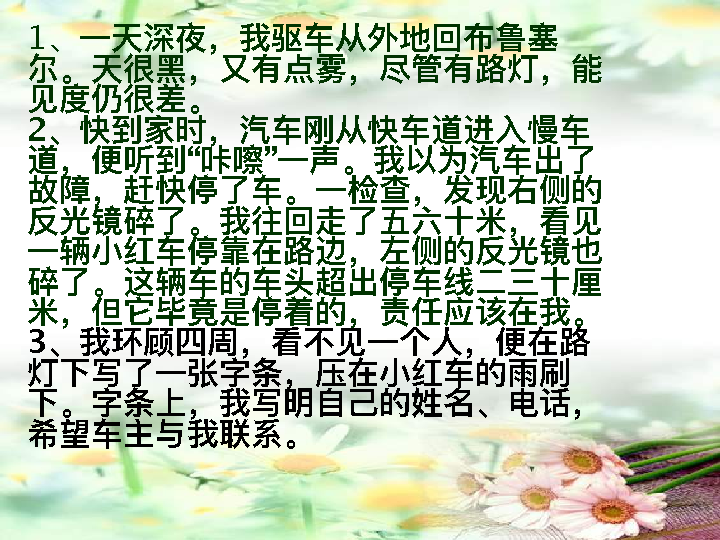 1、一天深夜，我驱车从外地回布鲁塞
尔。天很黑，又有点雾，尽管有路灯，能
见度仍很差。
2、快到家时，汽车刚从快车道进入慢车
道，便听到“咔嚓”一声。我以为汽车出了
故障，赶快停了车。一检查，发现右侧的
反光镜碎了。我往回走了五六十米，看见
一辆小红车停靠在路边，左侧的反光镜也
碎了。这辆车的车头超出停车线二三十厘
米，但它毕竟是停着的，责任应该在我。
3、我环顾四周，看不见一个人，便在路
灯下写了一张字条，压在小红车的雨刷
下。字条上，我写明自己的姓名、电话，
希望车主与我联系。